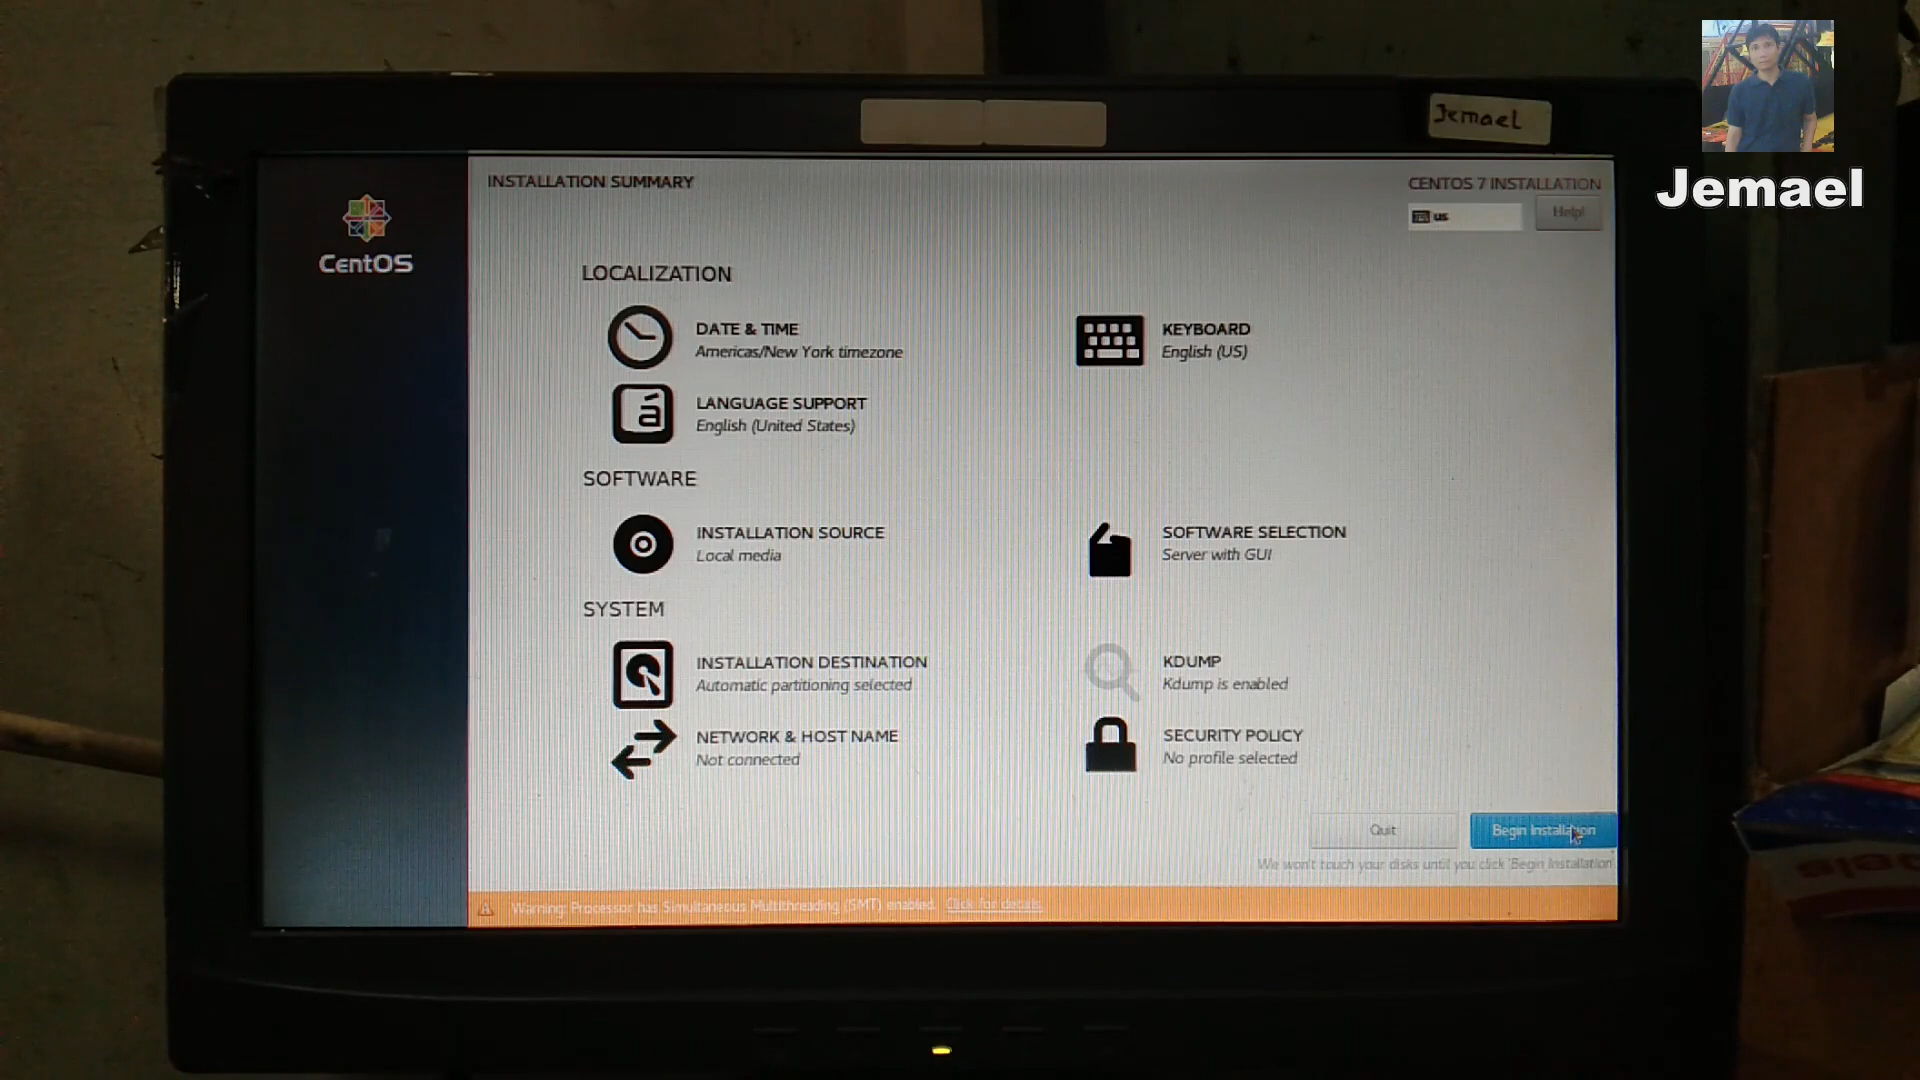 Jemael
Jemael
CentOS
INSTALLATION SUMMARY
CENTOS 7 INSTALLATION
us
Help!
LOCALIZATION
DATE & TIME
Americas/New York timezone
KEYBOARD
English (US)
LANGUAGE SUPPORT
English (United States)
SOFTWARE
INSTALLATION SOURCE
Local media
SOFTWARE SELECTION
Server with GUI
SYSTEM
INSTALLATION DESTINATION
Automatic partitioning selected
KDUMP
Kdump is enabled
NETWORK & HOST NAME
Not connected
SECURITY POLICY
No profile selected
Quit
Begin Installation
We won't touch your disks until you click 'Begin Installation'
Warning: Processor has Simultaneous Multithreading (SMT) enabled. Click for details.